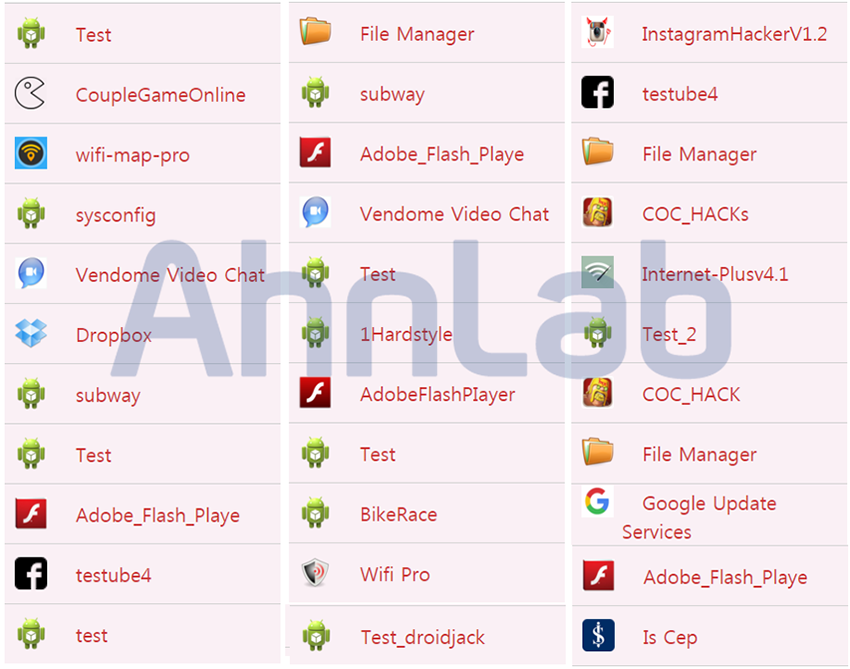 Test
CoupleGameOnline
wifi-map-pro
sysconfig
Vendome Video Chat
Dropbox
subway
Test
Adobe_Flash_Playe
testube4
test
File Manager
subway
Adobe_Flash_Playe
Vendome Video Chat
Test
1Hardstyle
AdobeFlashPIayer
Test
BikeRace
Wifi Pro
Test_droidjack
InstagramHackerV1.2
testube4
File Manager
COC_HACKs
Internet-Plusv4.1
Test_2
COC_HACK
File Manager
Google Update
Services
Adobe_Flash_Playe
Is Cep
AhnLab